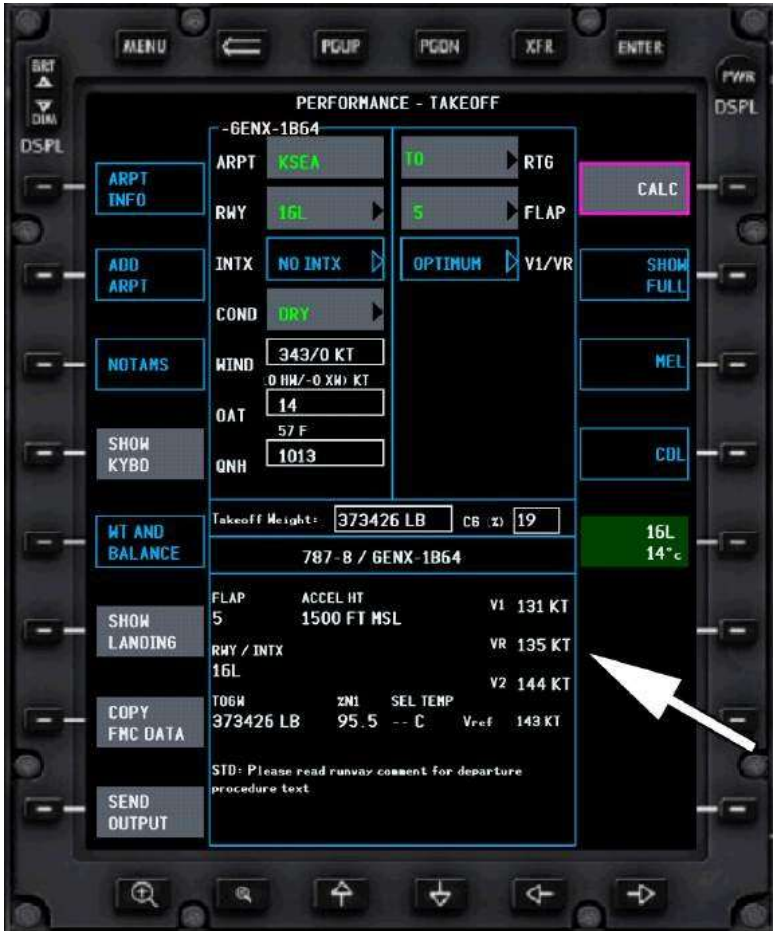 MENU
PGUP
PGDN
XFR
ENTER
BRT
DIM
DSPL
PWR
DSPL
PERFORMANCE - TAKEOFF
-GENX-1B64
ARPT INFO
ARPT KSEA
TO RTG
CALC
RWY 16L
5 FLAP
ADD ARPT
INTX NO INTX
OPTIMUM V1/VR
SHOW FULL
COND DRY
NOTAMS
WIND 343/0 KT
MEL
(0 HW/-0 XW) KT
OAT 14
57 F
SHOW KYBD
QNH 1013
CDL
Takeoff Weight: 373426 LB CG (%) 19
WT AND BALANCE
16L
14°c
787-8 / GENX-1B64
FLAP ACCEL HT
5 1500 FT MSL
V1 131 KT
SHOW LANDING
RWY / INTX
VR 135 KT
16L
V2 144 KT
TOGW %N1 SEL TEMP
373426 LB 95.5 -- C Vref 143 KT
COPY FMC DATA
STD: Please read runway comment for departure
procedure text
SEND OUTPUT